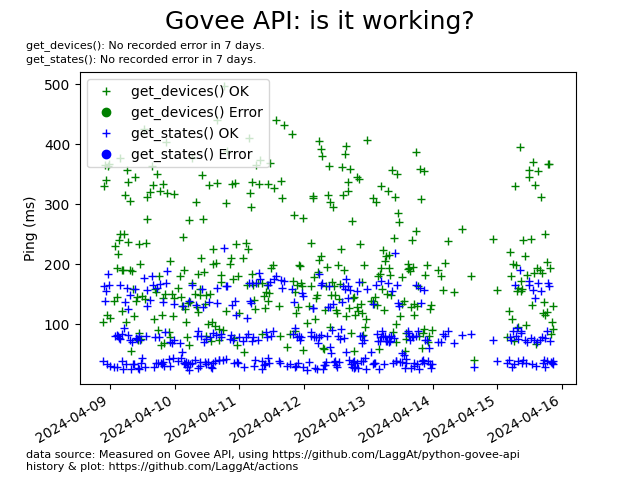 Govee API: is it working?
get_devices(): No recorded error in 7 days.
get_states(): No recorded error in 7 days.
get_devices() OK
get_devices() Error
get_states() OK
get_states() Error
Ping (ms)
500
400
300
200
100
2024-04-09
2024-04-10
2024-04-11
2024-04-12
2024-04-13
2024-04-14
2024-04-15
2024-04-16
data source: Measured on Govee API, using https://github.com/LaggAt/python-govee-api
history & plot: https://github.com/LaggAt/actions